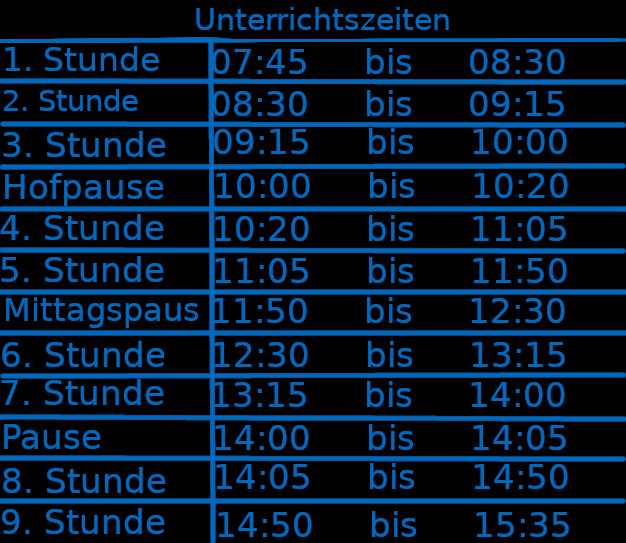 Unterrichtszeiten
1. Stunde 07:45 bis 08:30
2. Stunde 08:30 bis 09:15
3. Stunde 09:15 bis 10:00
Hofpause 10:00 bis 10:20
4. Stunde 10:20 bis 11:05
5. Stunde 11:05 bis 11:50
Mittagspaus 11:50 bis 12:30
6. Stunde 12:30 bis 13:15
7. Stunde 13:15 bis 14:00
Pause 14:00 bis 14:05
8. Stunde 14:05 bis 14:50
9. Stunde 14:50 bis 15:35